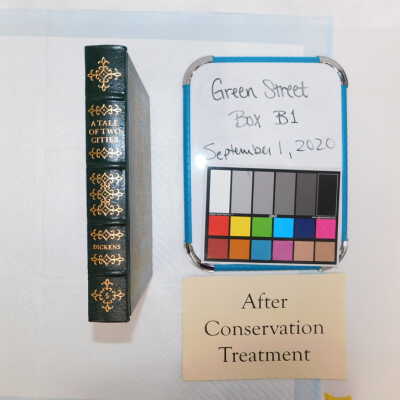 A TALE
OF TWO
CITIES
DICKENS
Green Street
Box B1
September 1, 2020
After
Conservation
Treatment